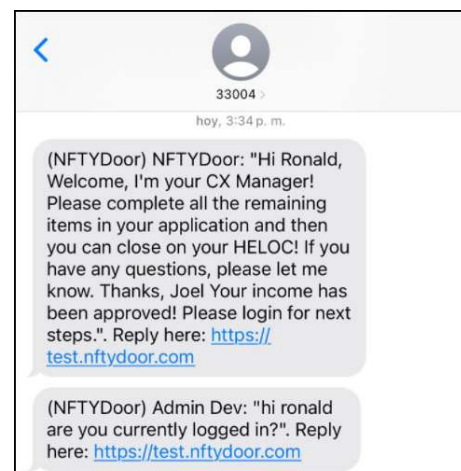 33004 >
hoy, 3:34 p. m.
(NFTYDoor) NFTYDoor: "Hi Ronald,
Welcome, I'm your CX Manager!
Please complete all the remaining
items in your application and then
you can close on your HELOC! If you
have any questions, please let me
know. Thanks, Joel Your income has
been approved! Please login for next
steps.". Reply here: https://
test.nftydoor.com
(NFTYDoor) Admin Dev: "hi ronald
are you currently logged in?". Reply
here: https://test.nftydoor.com